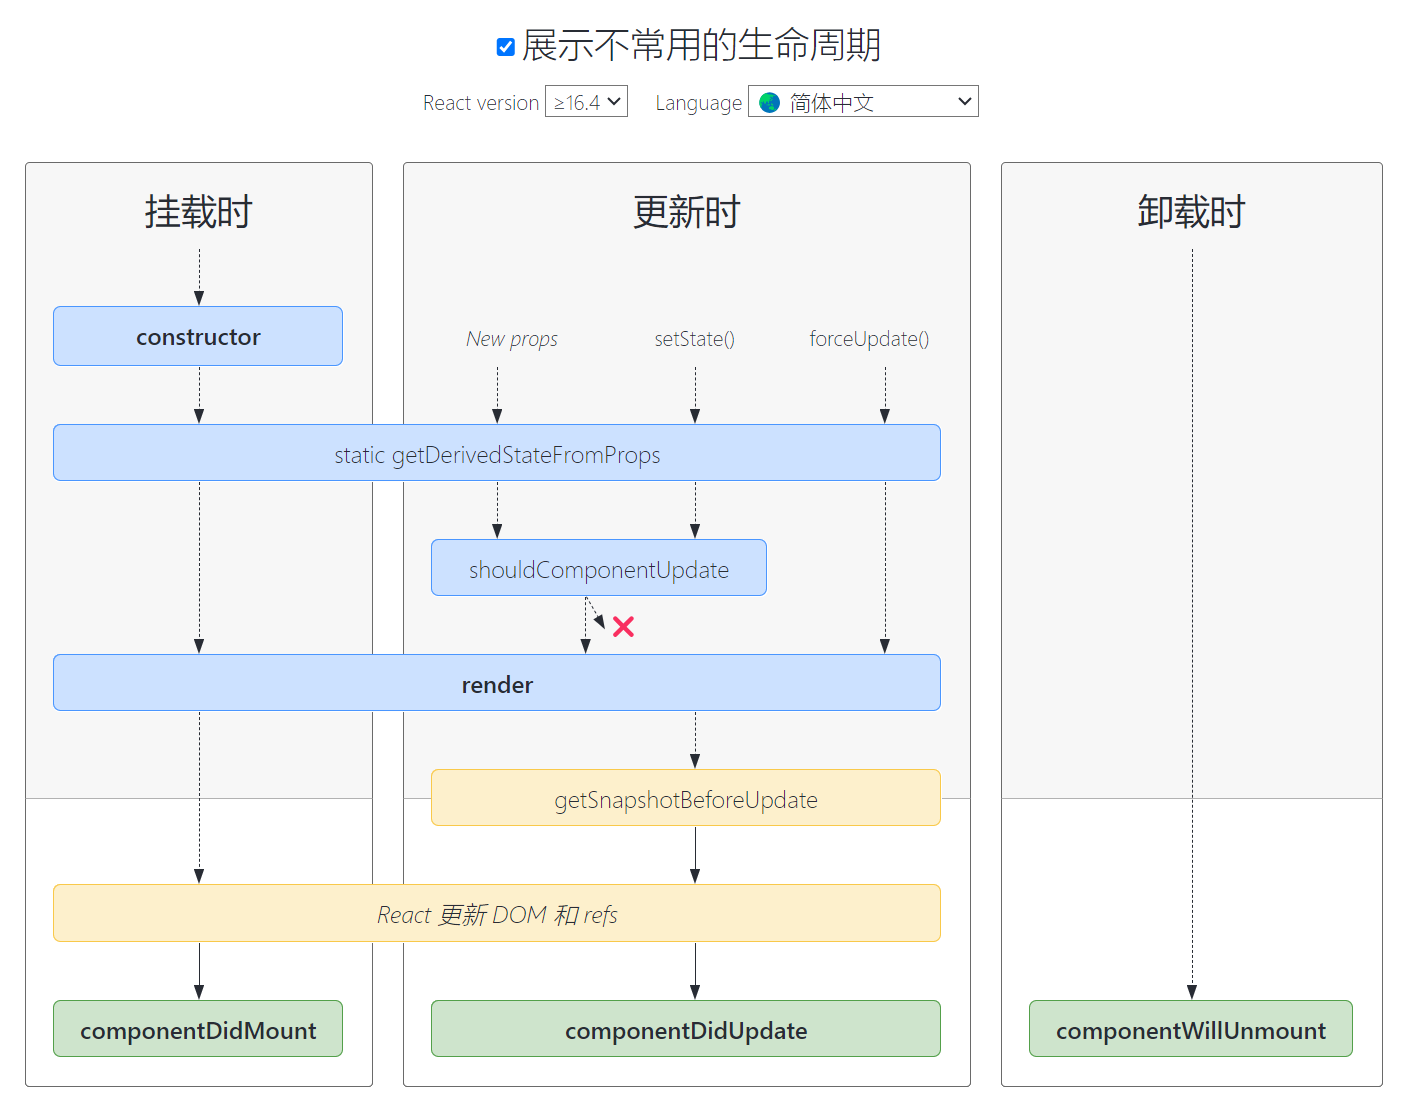 展示不常用的生命周期
React version ≥16.4 Language 简体中文
挂载时
更新时
卸载时
constructor
New props
setState()
forceUpdate()
static getDerivedStateFromProps
shouldComponentUpdate
render
getSnapshotBeforeUpdate
React 更新 DOM 和 refs
componentDidMount
componentDidUpdate
componentWillUnmount